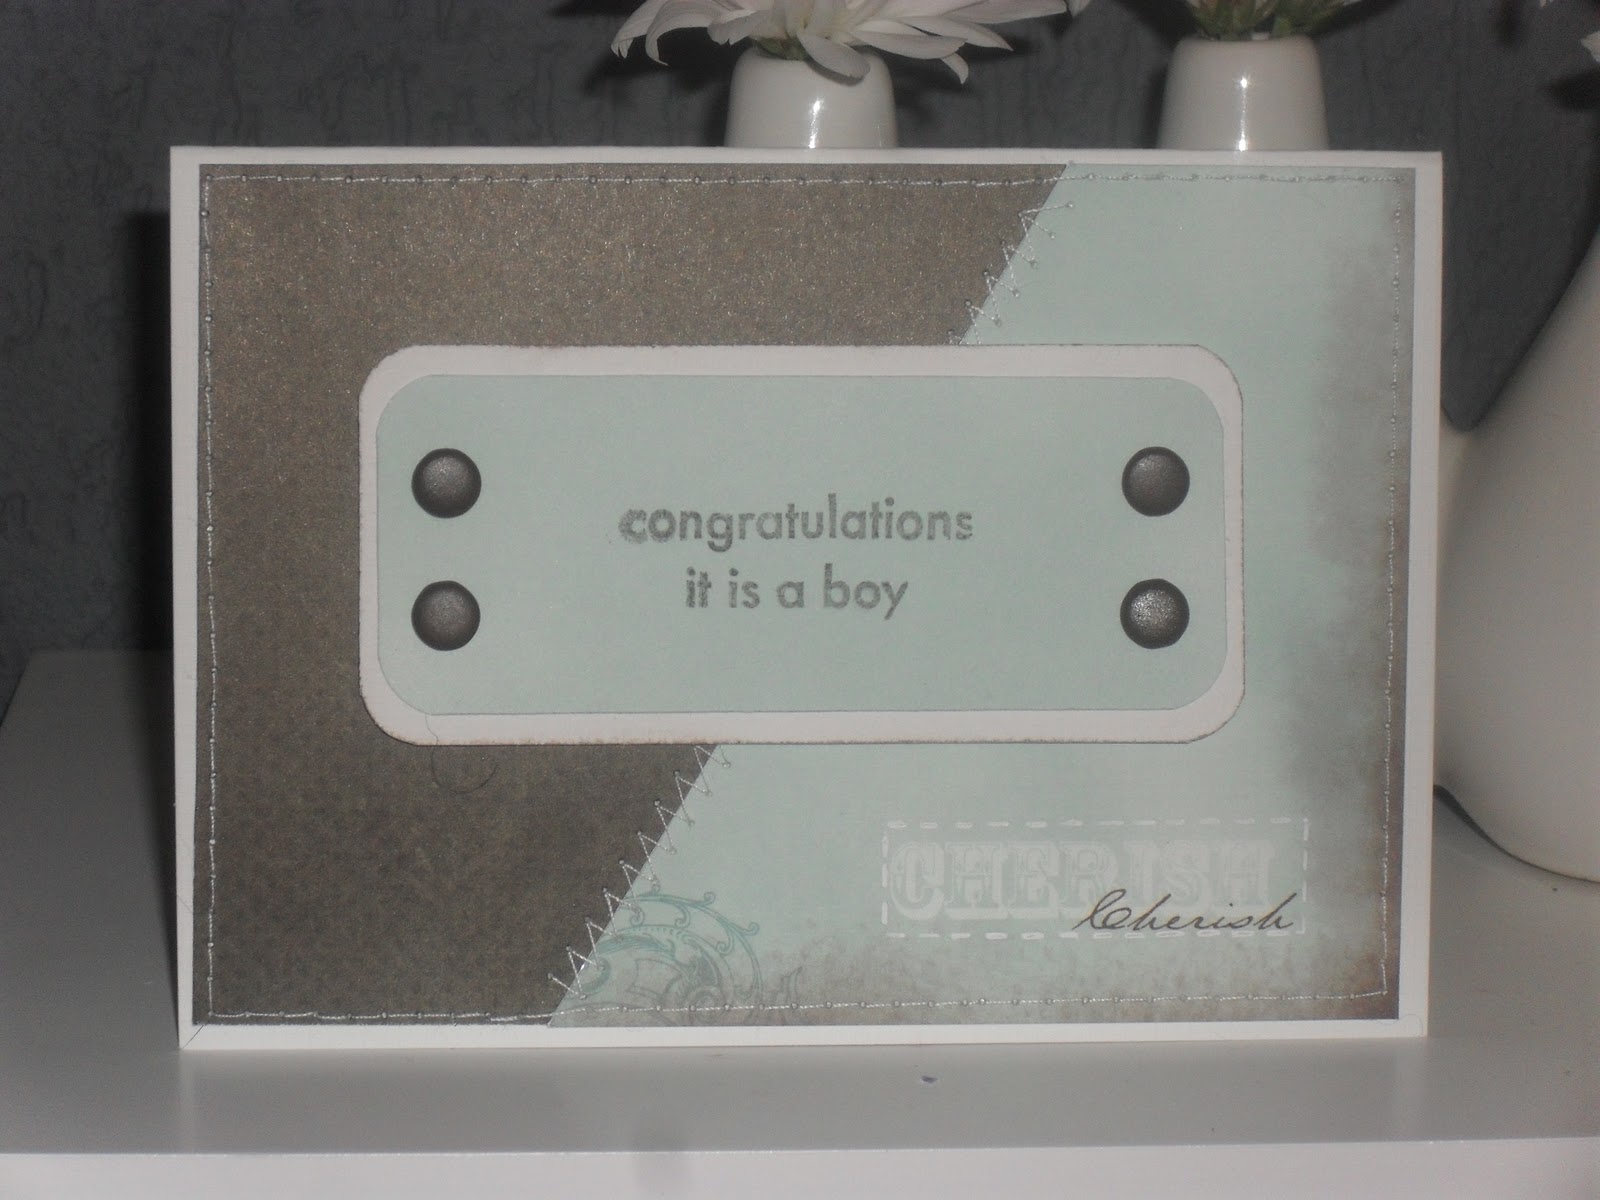 congratulations
it is a boy
CHERISH
Cherish